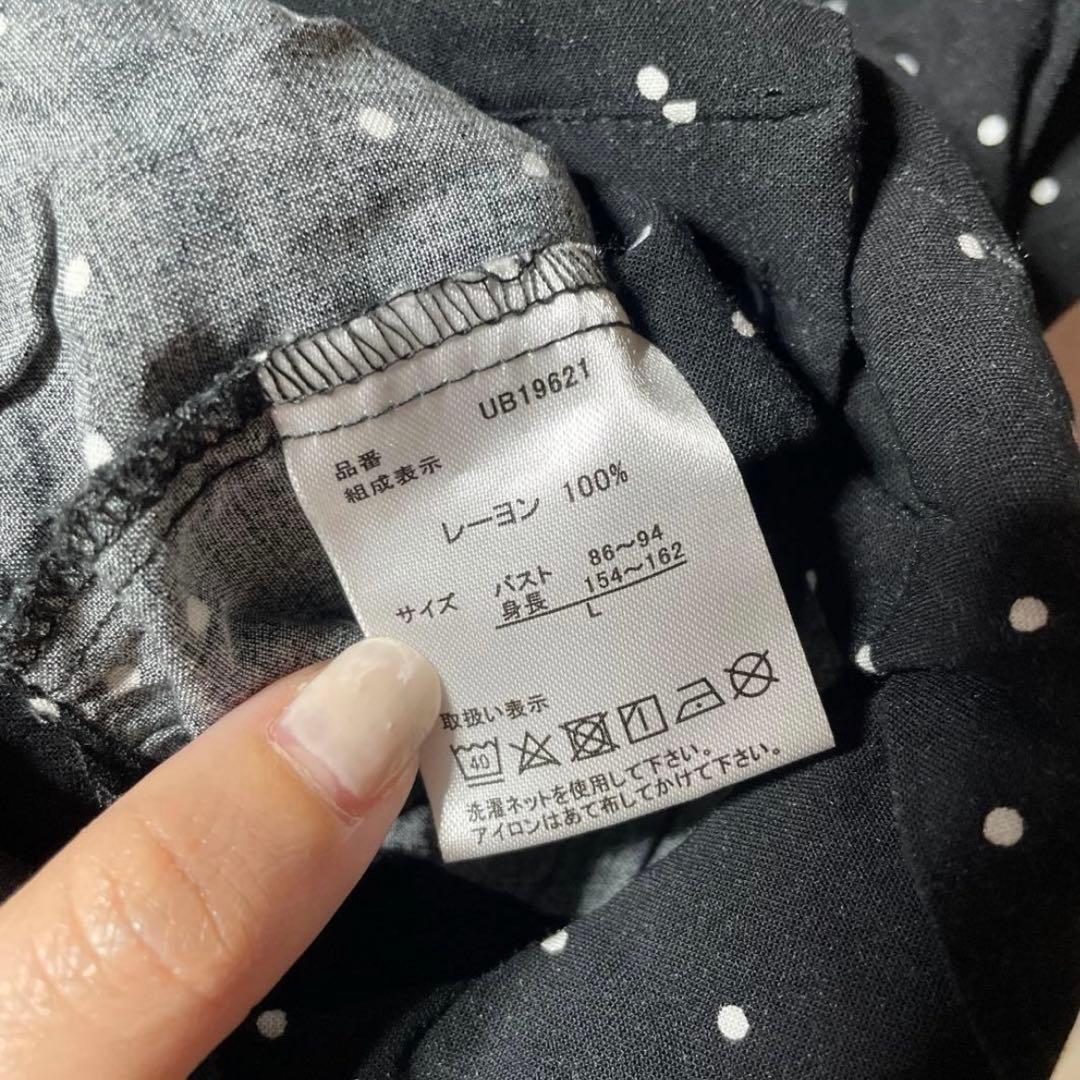 UB19621
品番
組成表示
レーヨン 100%
サイズ
バスト 86～94
身長 154～162
L
取扱い表示
40
洗濯ネットを使用して下さい。
アイロンはあて布してかけて下さい。